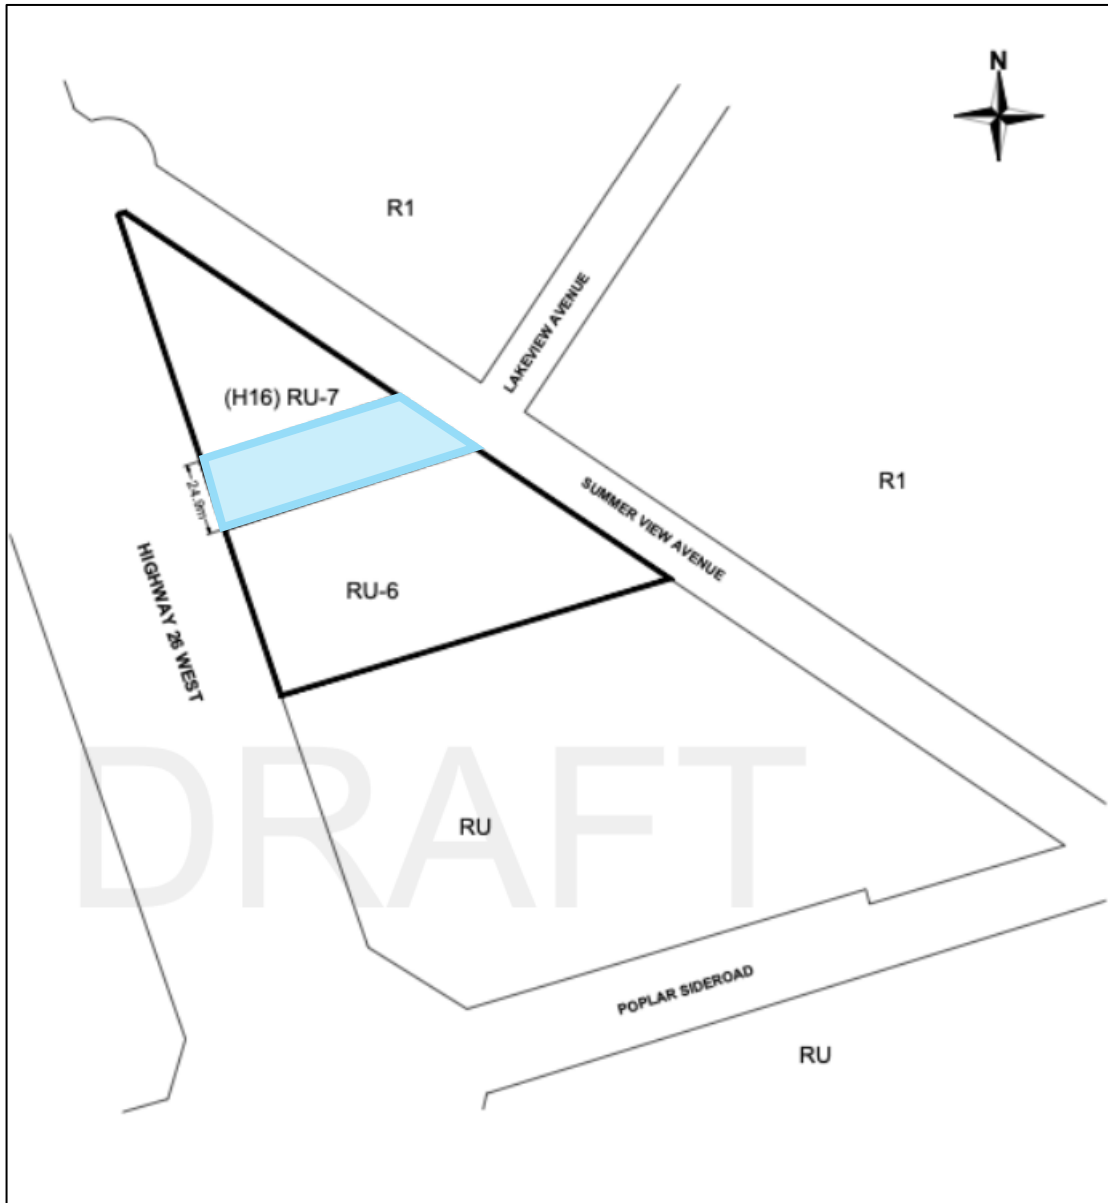 N
R1
LAKEVIEW AVENUE
(H16) RU-7
24.9m
R1
SUMMER VIEW AVENUE
HIGHWAY 26 WEST
RU-6
DRAFT
RU
POPLAR SIDEROAD
RU